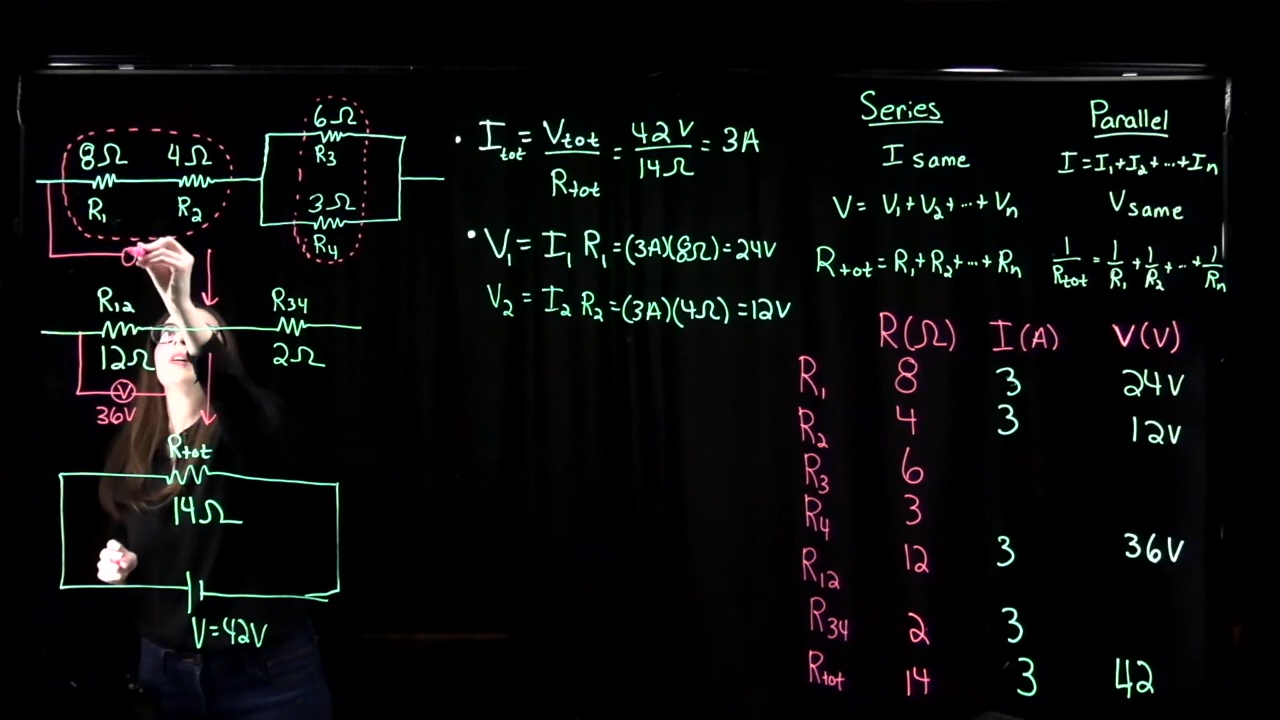 8Ω 4Ω
R₁ R₂
6Ω
R₃
3Ω
R₄
R₁₂ R₃₄
12Ω 2Ω
V
36V
Rtot
14Ω
V=42V
• Itot = Vtot/Rtot = 42V/14Ω = 3A
• V₁ = I₁ R₁ = (3A)(8Ω) = 24V
V₂ = I₂ R₂ = (3A)(4Ω) = 12V
Series
I same
V = V₁+V₂+...+Vn
Rtot = R₁+R₂+...+Rn
Parallel
I = I₁+I₂+...+In
V same
1/Rtot = 1/R₁ + 1/R₂ + ... + 1/Rn
R(Ω) I(A) V(V)
R₁ 8 3 24V
R₂ 4 3 12V
R₃ 6
R₄ 3
R₁₂ 12 3 36V
R₃₄ 2 3
Rtot 14 3 42